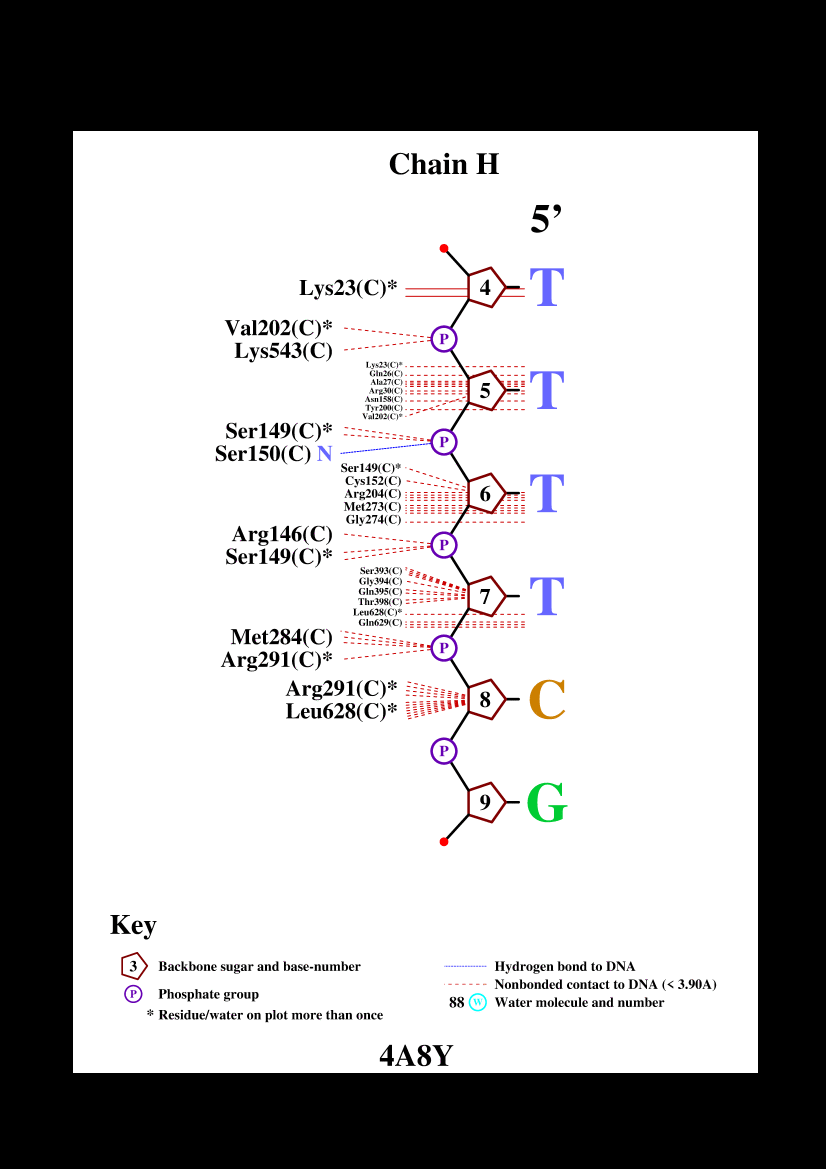 Chain H
5’
Lys23(C)*
4
T
Val202(C)*
P
Lys543(C)
Lys23(C)*
Gln26(C)
Ala27(C)
Arg30(C)
5
T
Asn158(C)
Tyr200(C)
Val202(C)*
Ser149(C)*
P
Ser150(C) N
Ser149(C)*
Cys152(C)
Arg204(C)
6
T
Met273(C)
Gly274(C)
Arg146(C)
P
Ser149(C)*
Ser393(C)
Gly394(C)
Gln395(C)
7
T
Thr398(C)
Leu628(C)*
Gln629(C)
Met284(C)
P
Arg291(C)*
Arg291(C)*
8
C
Leu628(C)*
P
9
G
Key
3 Backbone sugar and base-number
P Phosphate group
* Residue/water on plot more than once
Hydrogen bond to DNA
Nonbonded contact to DNA (< 3.90A)
88 W Water molecule and number
4A8Y